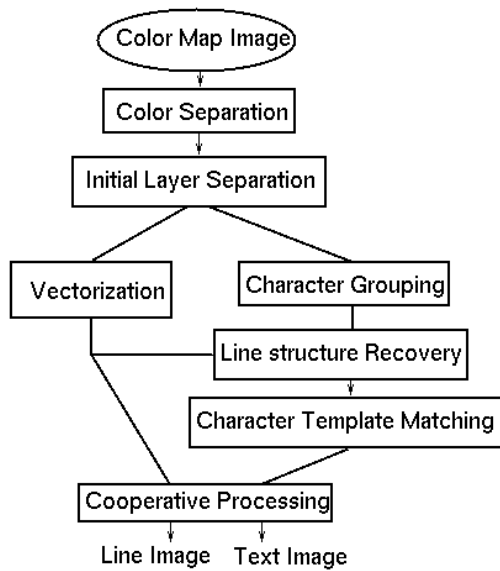 Color Map Image
Color Separation
Initial Layer Separation
Vectorization
Character Grouping
Line structure Recovery
Character Template Matching
Cooperative Processing
Line Image
Text Image